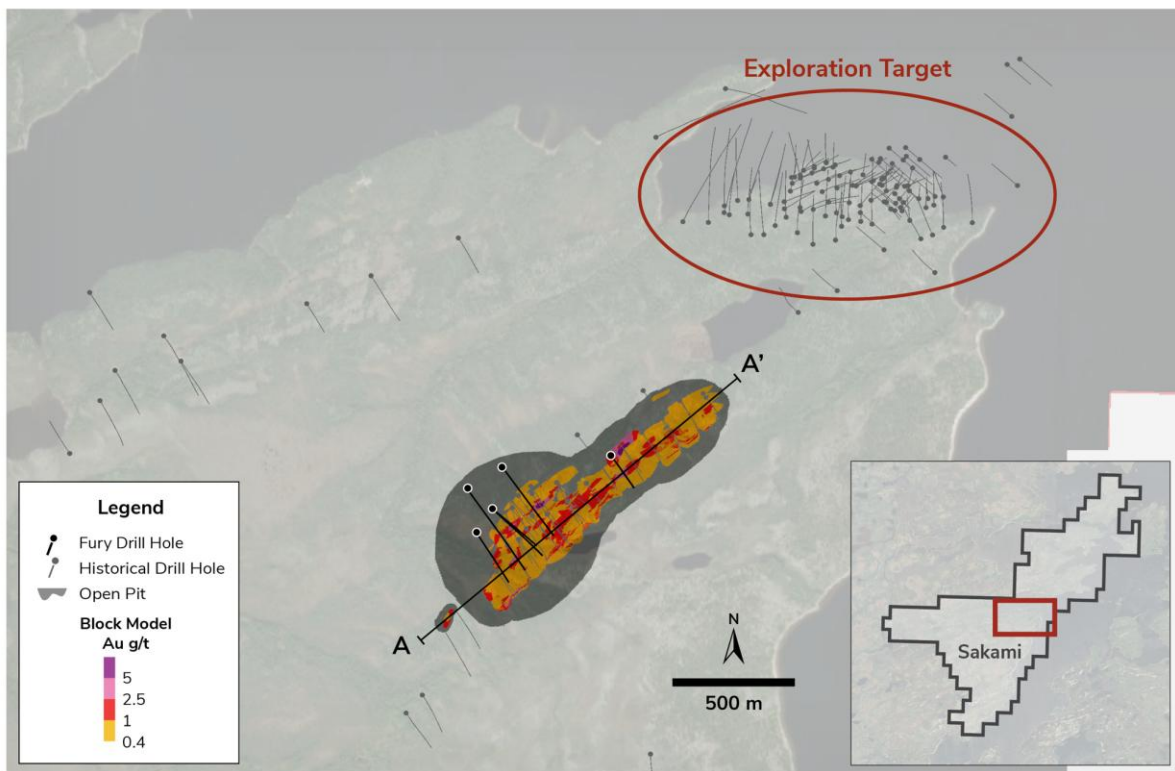 Exploration Target
A'
A
N
500 m
Legend
Fury Drill Hole
Historical Drill Hole
Open Pit
Block Model
Au g/t
5
2.5
1
0.4
Sakami